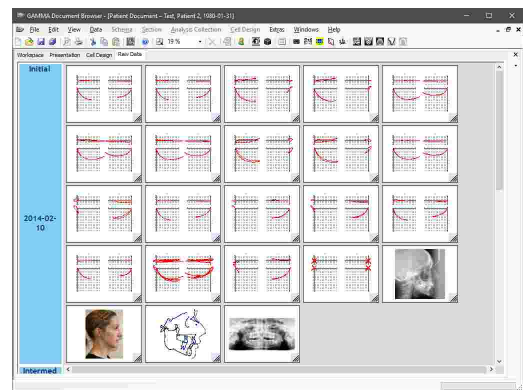 GAMMA Document Browser - [Patient Document – Test, Patient 2, 1980-01-31]
File Edit View Data Schema Section Analysis Collection Cell Design Extras Windows Help
19 %
Workspace Presentation Cell Design Raw Data
Initial
2014-02-
10
Intermed